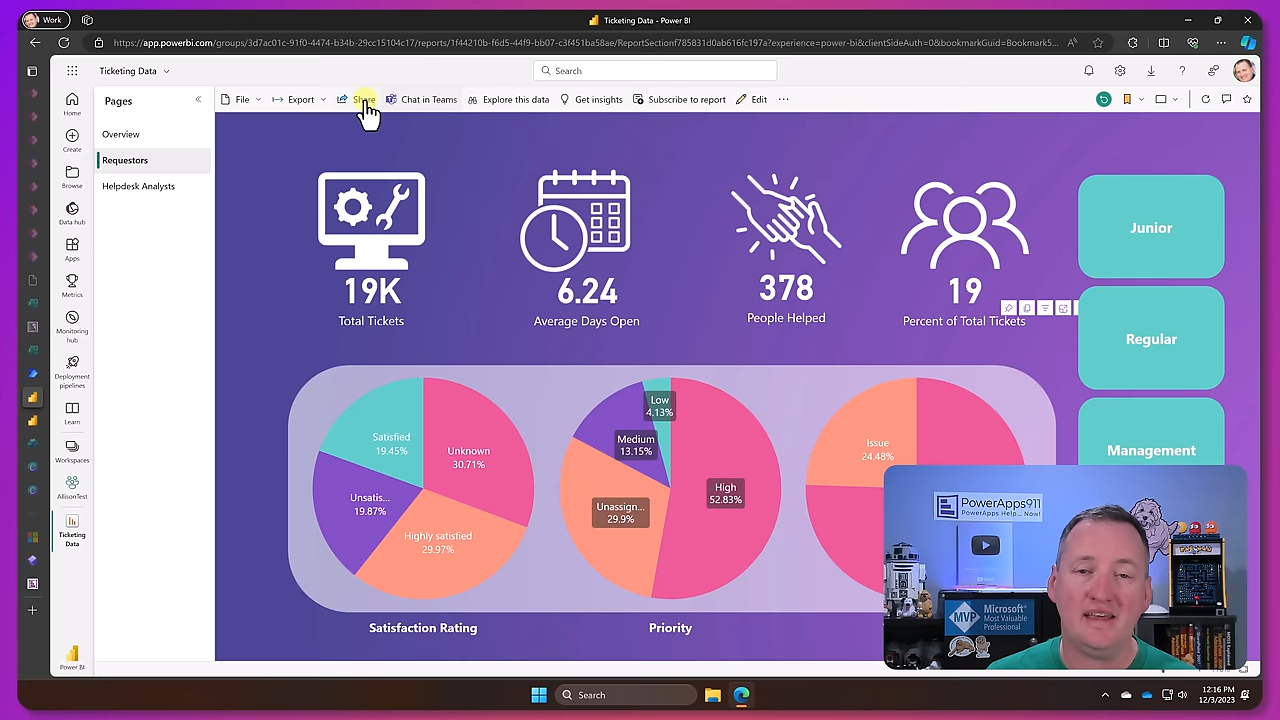 Work
Ticketing Data - Power BI
https://app.powerbi.com/groups/3d7ac01c-91f0-4474-b34b-29cc15104c17/reports/1f44210b-f6d5-44f9-bb07-c3f451ba58ae/ReportSectionf785831d0ab616fc197a?experience=power-bi&clientSideAuth=0&bookmarkGuid=Bookmark5...
Ticketing Data
Search
Pages
File
Export
Share
Chat in Teams
Explore this data
Get insights
Subscribe to report
Edit
Home
Create
Browse
Data hub
Apps
Metrics
Monitoring
hub
Deployment
pipelines
Learn
Workspaces
AllisonTest
Ticketing
Data
Power BI
Overview
Requestors
Helpdesk Analysts
19K
Total Tickets
6.24
Average Days Open
378
People Helped
19
Percent of Total Tickets
Junior
Regular
Management
Satisfied
19.45%
Unknown
30.71%
Unsatis...
19.87%
Highly satisfied
29.97%
Satisfaction Rating
Low
4.13%
Medium
13.15%
High
52.83%
Unassign...
29.9%
Priority
Issue
24.48%
PowerApps911
PowerApps Help... Now!
MVP
Microsoft®
Most Valuable
Professional
Search
12:16 PM
12/3/2023